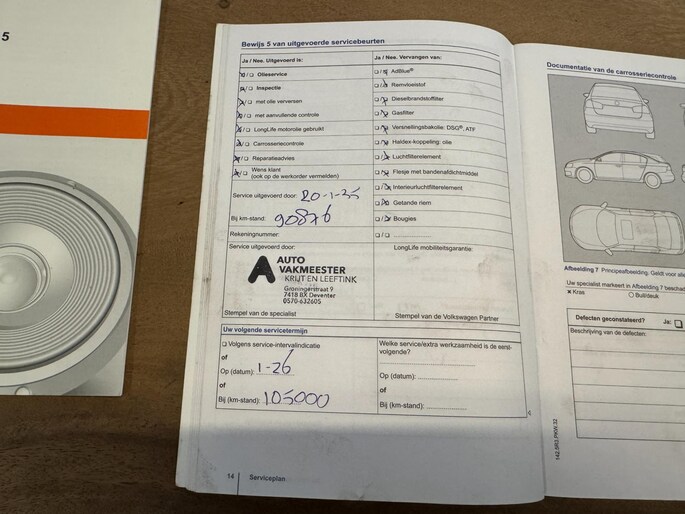 5
Bewijs 5 van uitgevoerde servicebeurten
Ja / Nee. Uitgevoerd is:
Olieservice
Inspectie
met olie verversen
met aanvullende controle
LongLife motorolie gebruikt
Carrosseriecontrole
Reparatieadvies
Wens klant
(ook op de werkorder vermelden)
Service uitgevoerd door: 20-1-25
Bij km-stand: 90876
Rekeningnummer:
Service uitgevoerd door:
AUTO
VAKMEESTER
KRIJT EN LEEFTINK
Groningerstraat 9
7418 BX Deventer
0570-632605
Stempel van de specialist
Ja / Nee. Vervangen van:
AdBlue®
Remvloeistof
Dieselbrandstoffilter
Gasfilter
Versnellingsbakolie: DSG®, ATF
Haldex-koppeling: olie
Luchtfilterelement
Flesje met bandenafdichtmiddel
Interieurluchtfilterelement
Getande riem
Bougies
LongLife mobiliteitsgarantie:
Stempel van de Volkswagen Partner
Uw volgende servicetermijn
Volgens service-intervalindicatie
of
Op (datum): 1-26
of
Bij (km-stand): 105000
Welke service/extra werkzaamheid is de eerst-
volgende?
Op (datum):
of
Bij (km-stand):
14 Serviceplan
Documentatie van de carrosseriecontrole
Afbeelding 7 Principeafbeelding: Geldt voor alle
Uw specialist markeert in Afbeelding 7 bescha
× Kras
Defecten geconstateerd? Ja:
Beschrijving van de defecten: